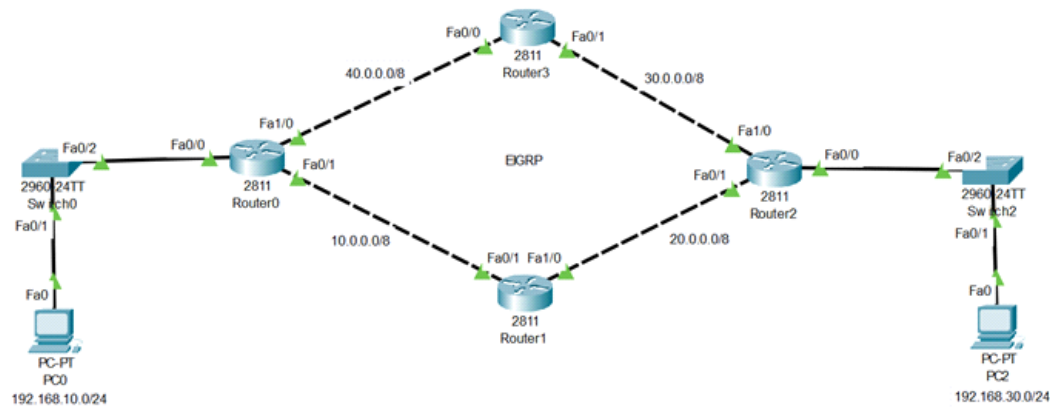 Fa0/0
Fa0/1
2811
Router3
40.0.0.0/8
30.0.0.0/8
Fa1/0
Fa1/0
Fa0/2
Fa0/0
Fa0/0
Fa0/2
EIGRP
Fa0/1
Fa0/1
2960-24TT
Switch0
2811
Router0
2811
Router2
2960-24TT
Switch2
Fa0/1
Fa0/1
10.0.0.0/8
20.0.0.0/8
Fa0/1
Fa1/0
Fa0
Fa0
2811
Router1
PC-PT
PC0
192.168.10.0/24
PC-PT
PC2
192.168.30.0/24